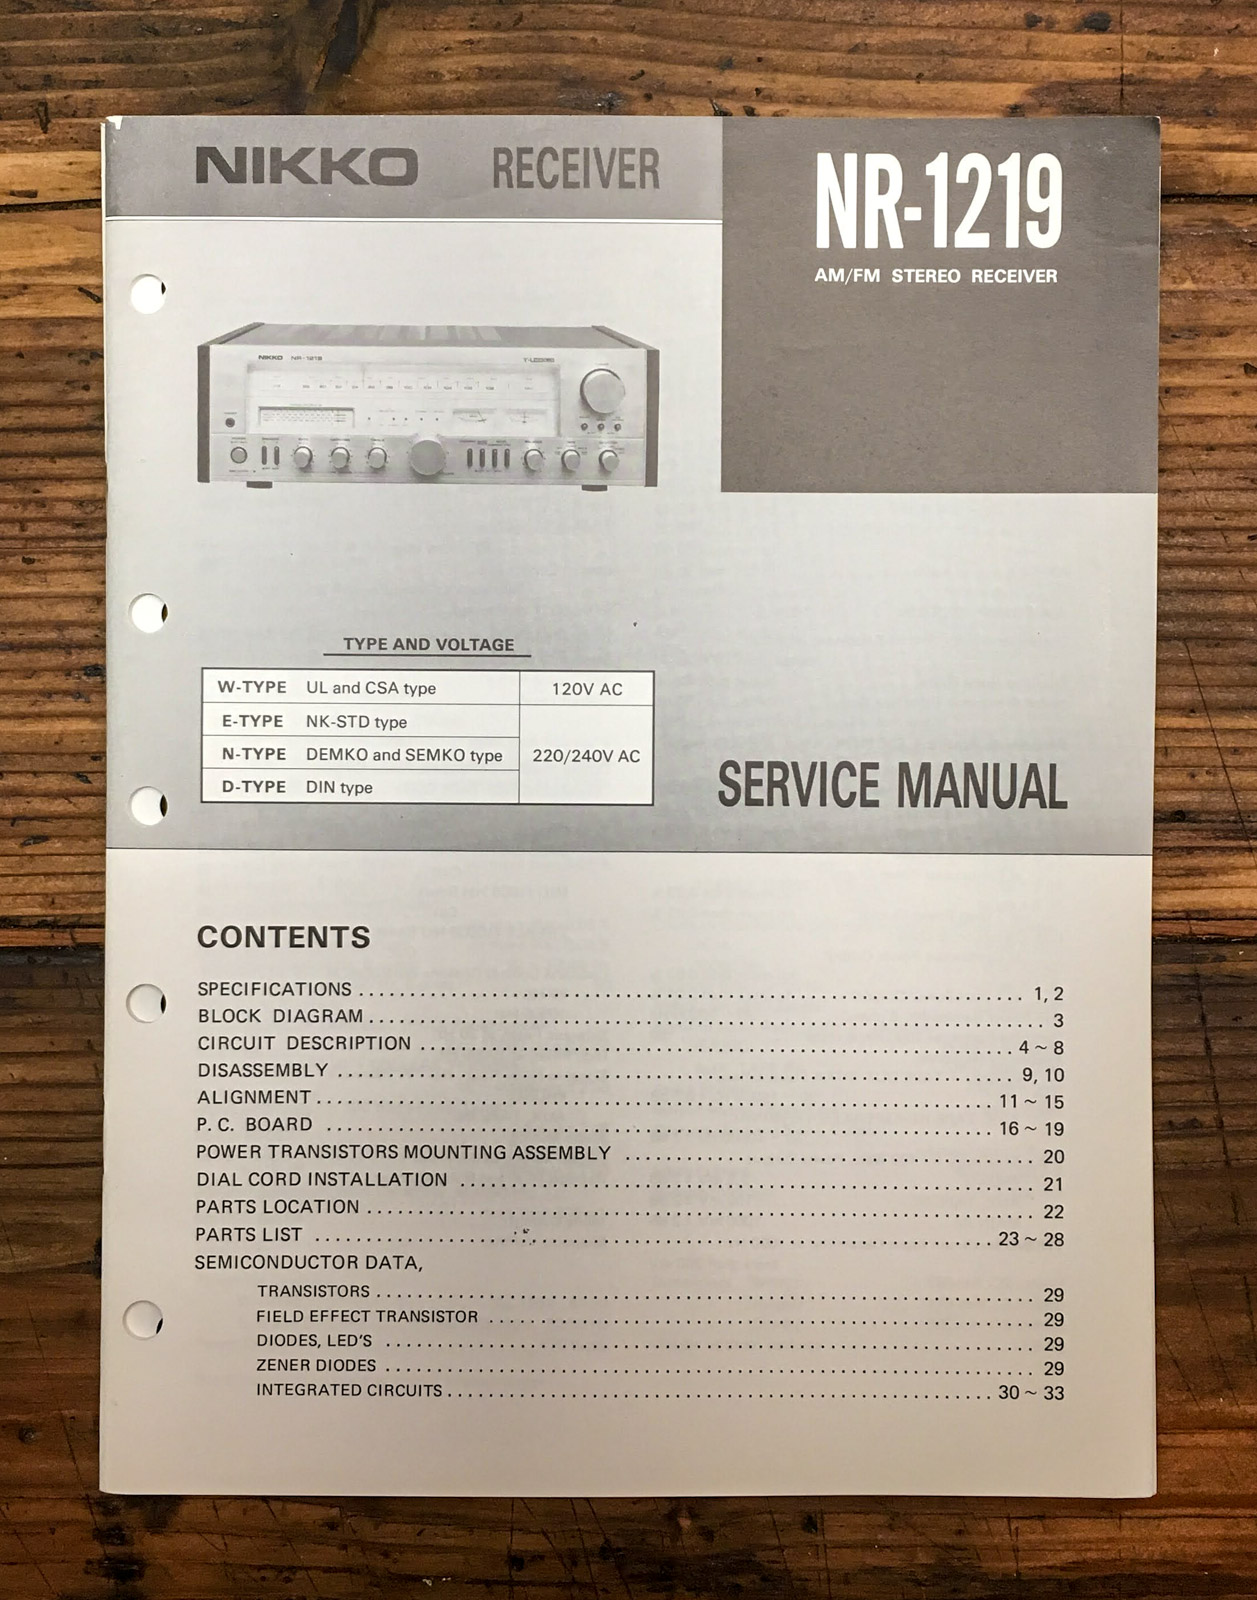 NIKKO RECEIVER
NR-1219
AM/FM STEREO RECEIVER
NIKKO NR-1219
TYPE AND VOLTAGE
W-TYPE UL and CSA type 120V AC
E-TYPE NK-STD type
N-TYPE DEMKO and SEMKO type 220/240V AC
D-TYPE DIN type
SERVICE MANUAL
CONTENTS
SPECIFICATIONS 1, 2
BLOCK DIAGRAM 3
CIRCUIT DESCRIPTION 4 ~ 8
DISASSEMBLY 9, 10
ALIGNMENT 11 ~ 15
P. C. BOARD 16 ~ 19
POWER TRANSISTORS MOUNTING ASSEMBLY 20
DIAL CORD INSTALLATION 21
PARTS LOCATION 22
PARTS LIST 23 ~ 28
SEMICONDUCTOR DATA,
TRANSISTORS 29
FIELD EFFECT TRANSISTOR 29
DIODES, LED'S 29
ZENER DIODES 29
INTEGRATED CIRCUITS 30 ~ 33